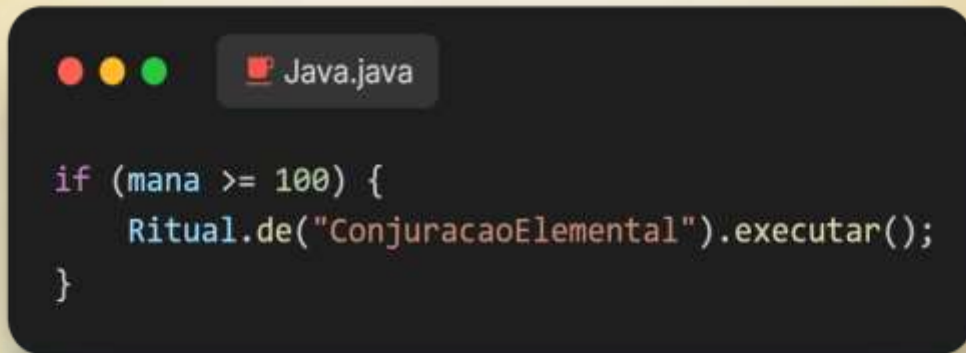 Java.java
if (mana >= 100) {
    Ritual.de("ConjuracaoElemental").executar();
}